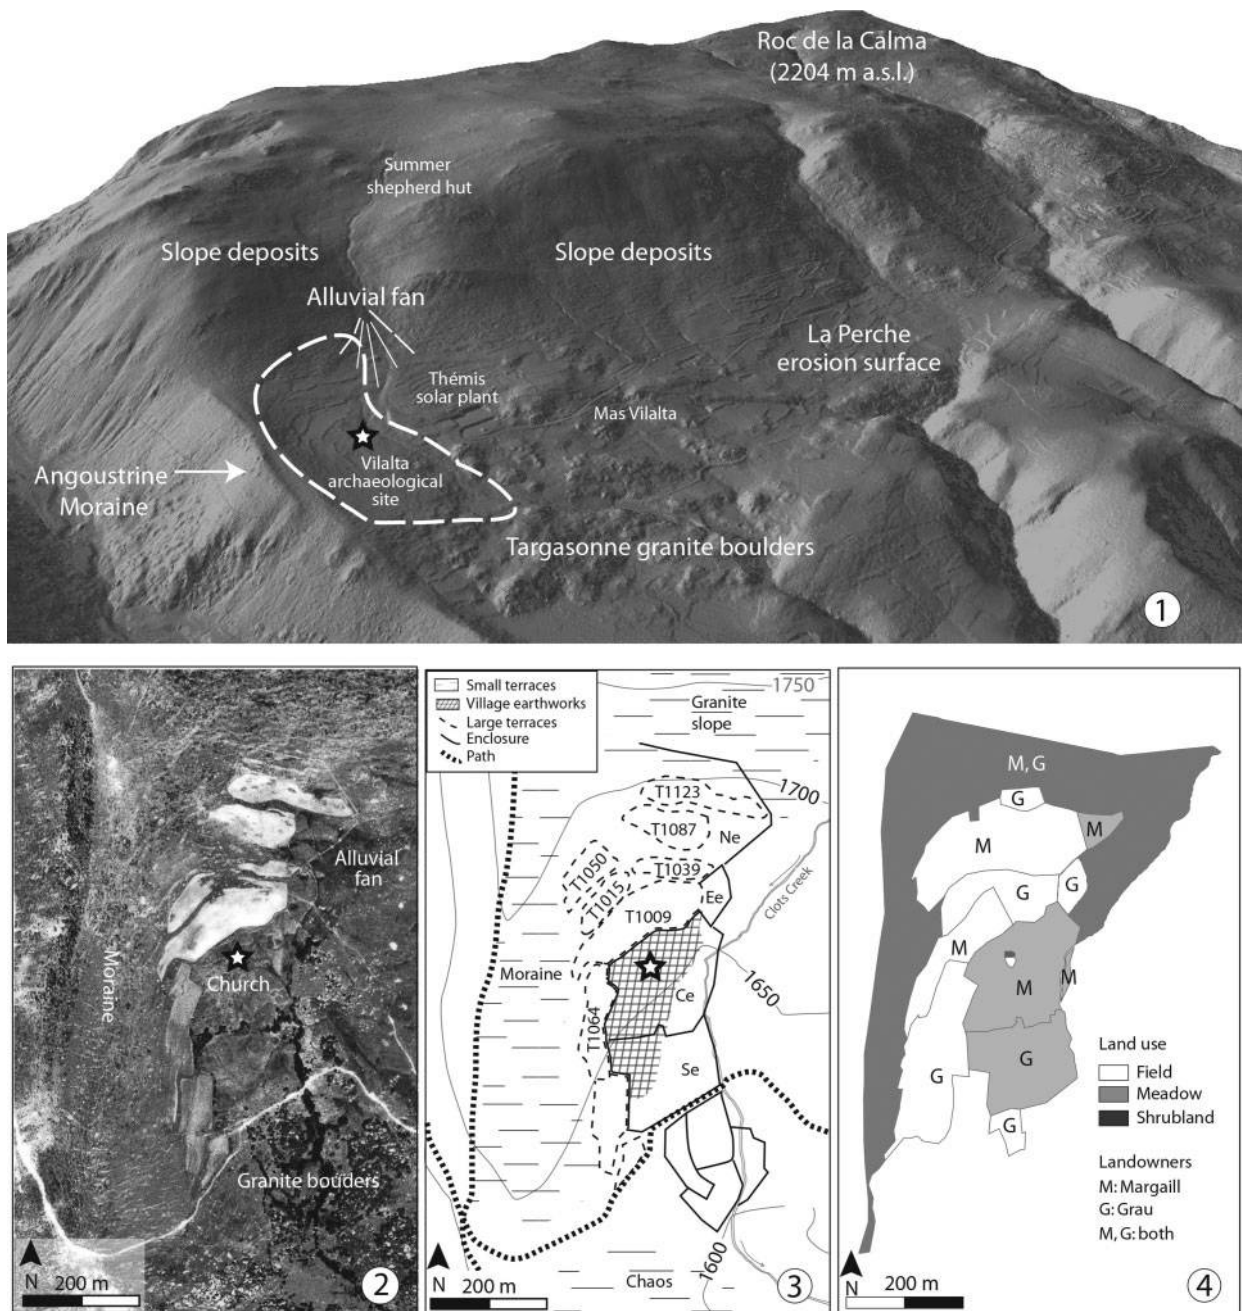 Roc de la Calma
(2204 m a.s.l.)
Summer
shepherd hut
Slope deposits
Slope deposits
Alluvial fan
La Perche
erosion surface
Thémis
solar plant
Mas Vilalta
Vilalta
archaeological
site
Angoustrine
Moraine
Targasonne granite boulders
1
Alluvial
fan
Moraine
Church
Granite bouders
N
200 m
2
Small terraces
Village earthworks
Large terraces
Enclosure
Path
1750
Granite
slope
1700
T1123
T1087
Ne
T1050
T1039
T1015
Ee
Clots Creek
T1009
Moraine
Ce
1650
T1064
Se
1600
Chaos
N
200 m
3
M, G
G
M
M
G
G
M
M
M
G
G
G
Land use
Field
Meadow
Shrubland
Landowners
M: Margaill
G: Grau
M, G: both
N
200 m
4